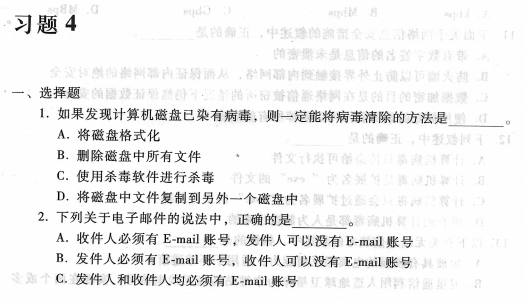 习题 4
一、选择题
1. 如果发现计算机磁盘已染有病毒，则一定能将病毒清除的方法是________。
A. 将磁盘格式化
B. 删除磁盘中所有文件
C. 使用杀毒软件进行杀毒
D. 将磁盘中文件复制到另外一个磁盘中
2. 下列关于电子邮件的说法中，正确的是________。
A. 收件人必须有 E-mail 账号，发件人可以没有 E-mail 账号
B. 发件人必须有 E-mail 账号，收件人可以没有 E-mail 账号
C. 发件人和收件人均必须有 E-mail 账号